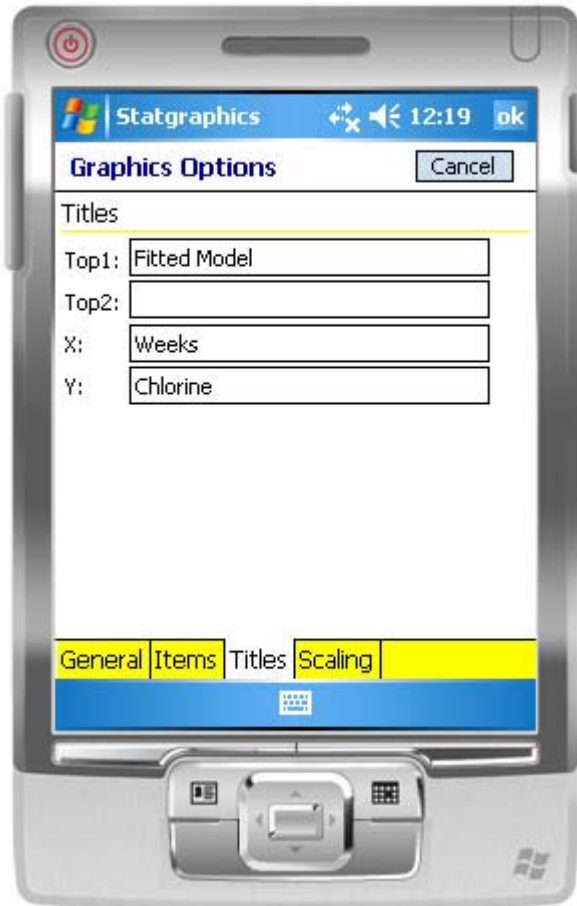 Statgraphics 12:19 ok
Graphics Options Cancel
Titles
Top1: Fitted Model
Top2:
X: Weeks
Y: Chlorine
General Items Titles Scaling